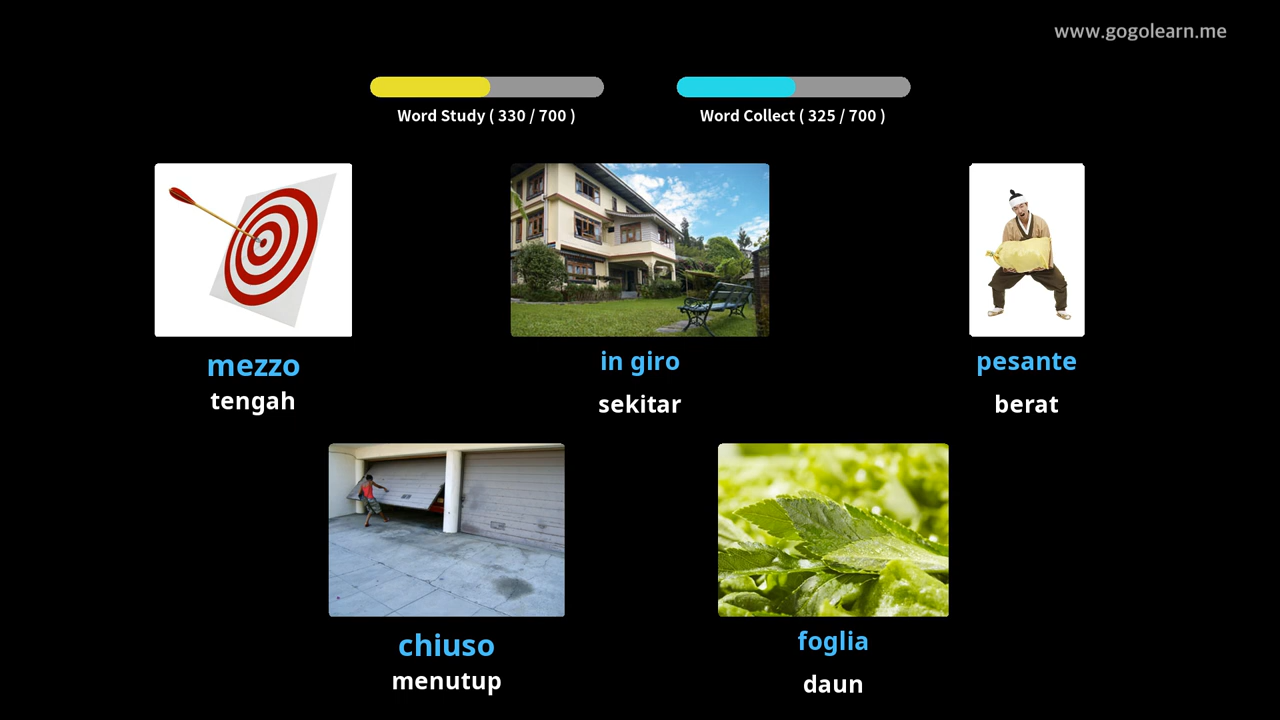 www.gogolearn.me
Word Study ( 330 / 700 )
Word Collect ( 325 / 700 )
mezzo
tengah
in giro
sekitar
pesante
berat
chiuso
menutup
foglia
daun